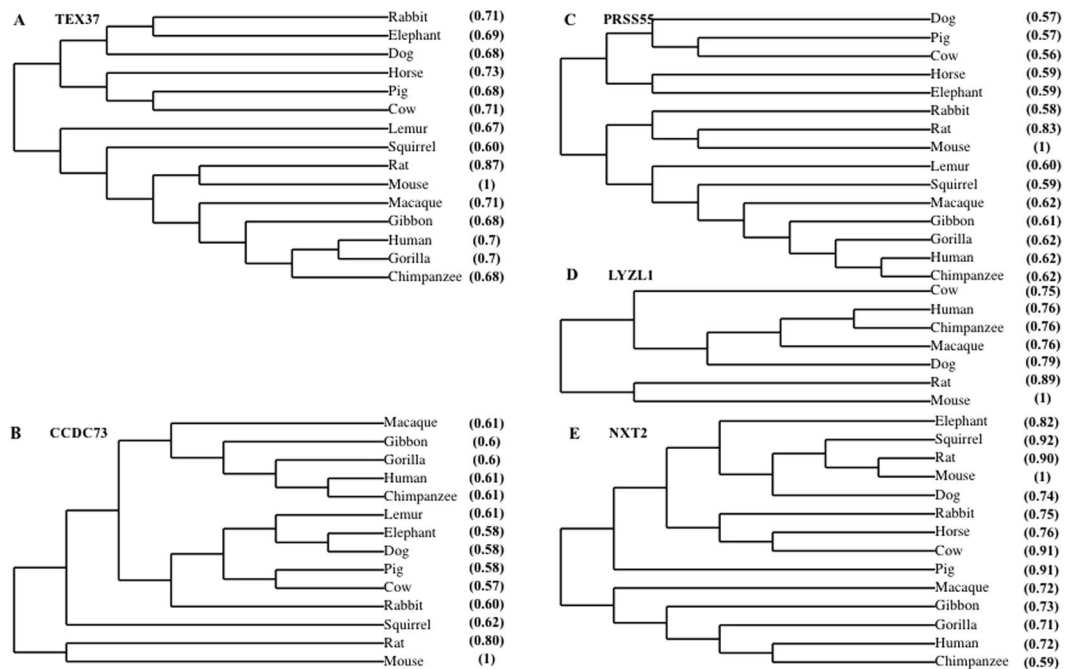 A TEX37
Rabbit (0.71)
Elephant (0.69)
Dog (0.68)
Horse (0.73)
Pig (0.68)
Cow (0.71)
Lemur (0.67)
Squirrel (0.60)
Rat (0.87)
Mouse (1)
Macaque (0.71)
Gibbon (0.68)
Human (0.7)
Gorilla (0.7)
Chimpanzee (0.68)
B CCDC73
Macaque (0.61)
Gibbon (0.6)
Gorilla (0.6)
Human (0.61)
Chimpanzee (0.61)
Lemur (0.61)
Elephant (0.58)
Dog (0.58)
Pig (0.58)
Cow (0.57)
Rabbit (0.60)
Squirrel (0.62)
Rat (0.80)
Mouse (1)
C PRSS55
Dog (0.57)
Pig (0.57)
Cow (0.56)
Horse (0.59)
Elephant (0.59)
Rabbit (0.58)
Rat (0.83)
Mouse (1)
Lemur (0.60)
Squirrel (0.59)
Macaque (0.62)
Gibbon (0.61)
Gorilla (0.62)
Human (0.62)
Chimpanzee (0.62)
D LYZL1
Cow (0.75)
Human (0.76)
Chimpanzee (0.76)
Macaque (0.76)
Dog (0.79)
Rat (0.89)
Mouse (1)
E NXT2
Elephant (0.82)
Squirrel (0.92)
Rat (0.90)
Mouse (1)
Dog (0.74)
Rabbit (0.75)
Horse (0.76)
Cow (0.91)
Pig (0.91)
Macaque (0.72)
Gibbon (0.73)
Gorilla (0.71)
Human (0.72)
Chimpanzee (0.59)